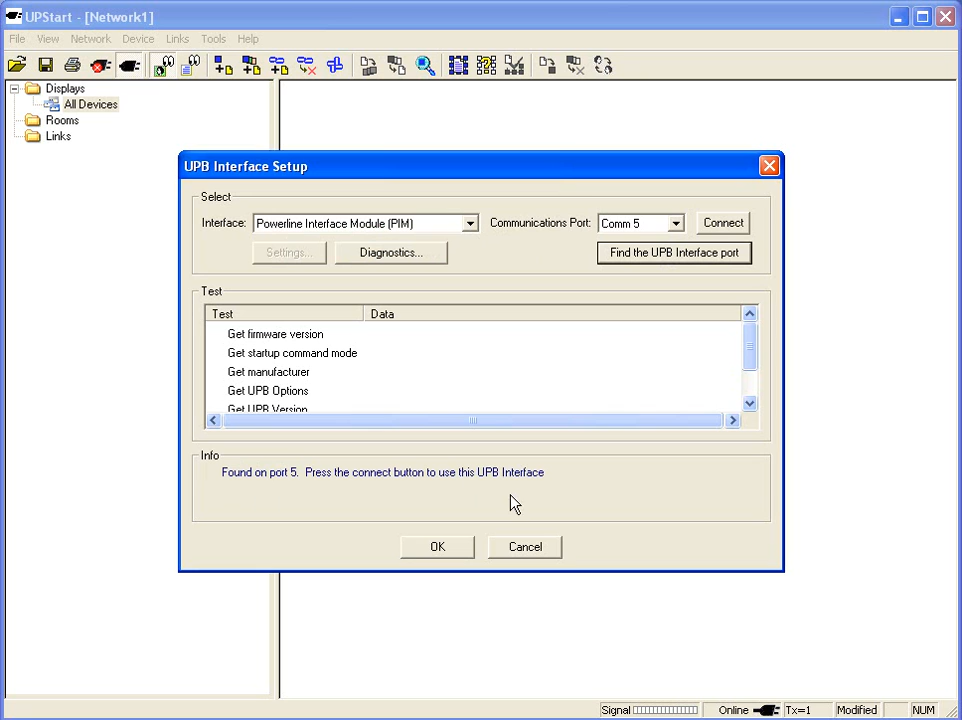 UPStart - [Network1]
File View Network Device Links Tools Help
Displays
All Devices
Rooms
Links
UPB Interface Setup
Select
Interface: Powerline Interface Module (PIM) Communications Port: Comm 5 Connect
Settings... Diagnostics... Find the UPB Interface port
Test
Test Data
Get firmware version
Get startup command mode
Get manufacturer
Get UPB Options
Get UPB Version
Info
Found on port 5. Press the connect button to use this UPB Interface
OK Cancel
Signal Online Tx=1 Modified NUM